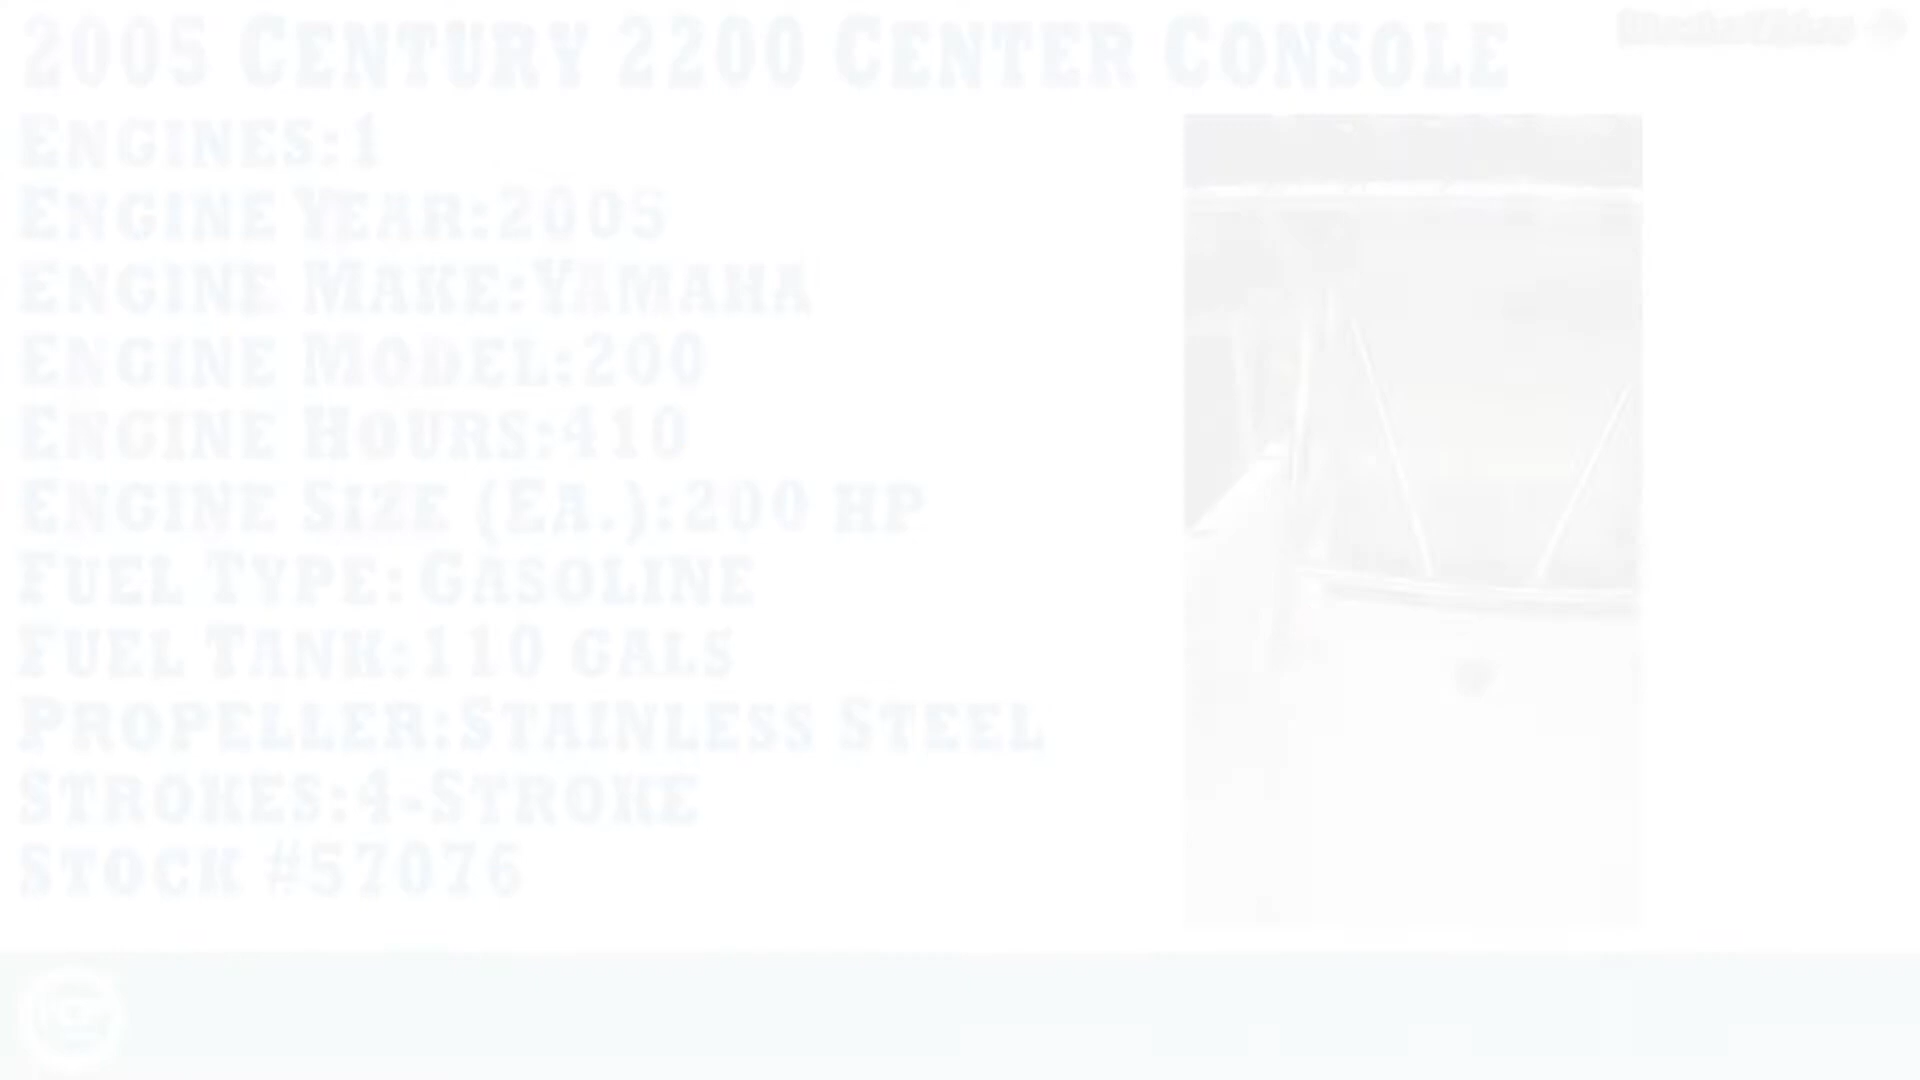 2005 CENTURY 2200 CENTER CONSOLE
ENGINES:1
ENGINE YEAR:2005
ENGINE MAKE:YAMAHA
ENGINE MODEL:200
ENGINE HOURS:410
ENGINE SIZE (EA.):200 HP
FUEL TYPE:GASOLINE
FUEL TANK:110 GALS
PROPELLER:STAINLESS STEEL
STROKES:4-STROKE
STOCK #57076